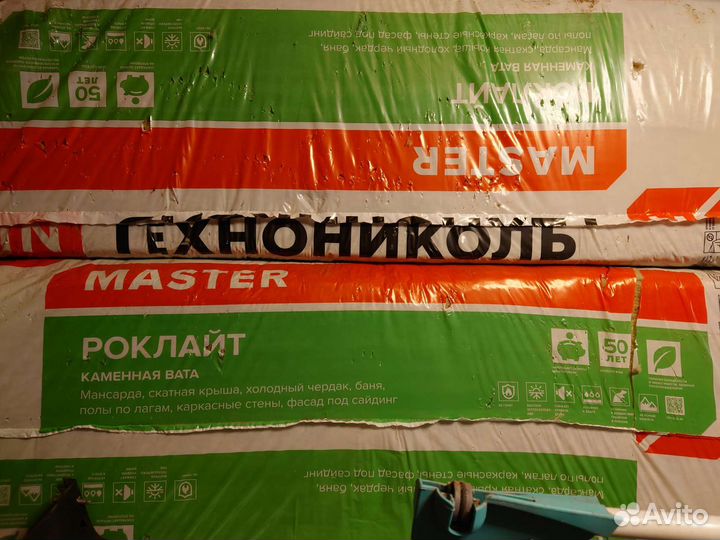 полы по лагам, каркасные стены, фасад под сайдинг
Мансарда, скатная крыша, холодный чердак, баня,
КАМЕННАЯ ВАТА
РОКЛАЙТ
50 ЛЕТ
MASTER
ТЕХНОНИКОЛЬ
MASTER
РОКЛАЙТ
КАМЕННАЯ ВАТА
Мансарда, скатная крыша, холодный чердак, баня,
полы по лагам, каркасные стены, фасад под сайдинг
50 ЛЕТ
полы по лагам, каркасные стены, фасад под сайдинг
Мансарда, скатная
чердак, баня,
Avito